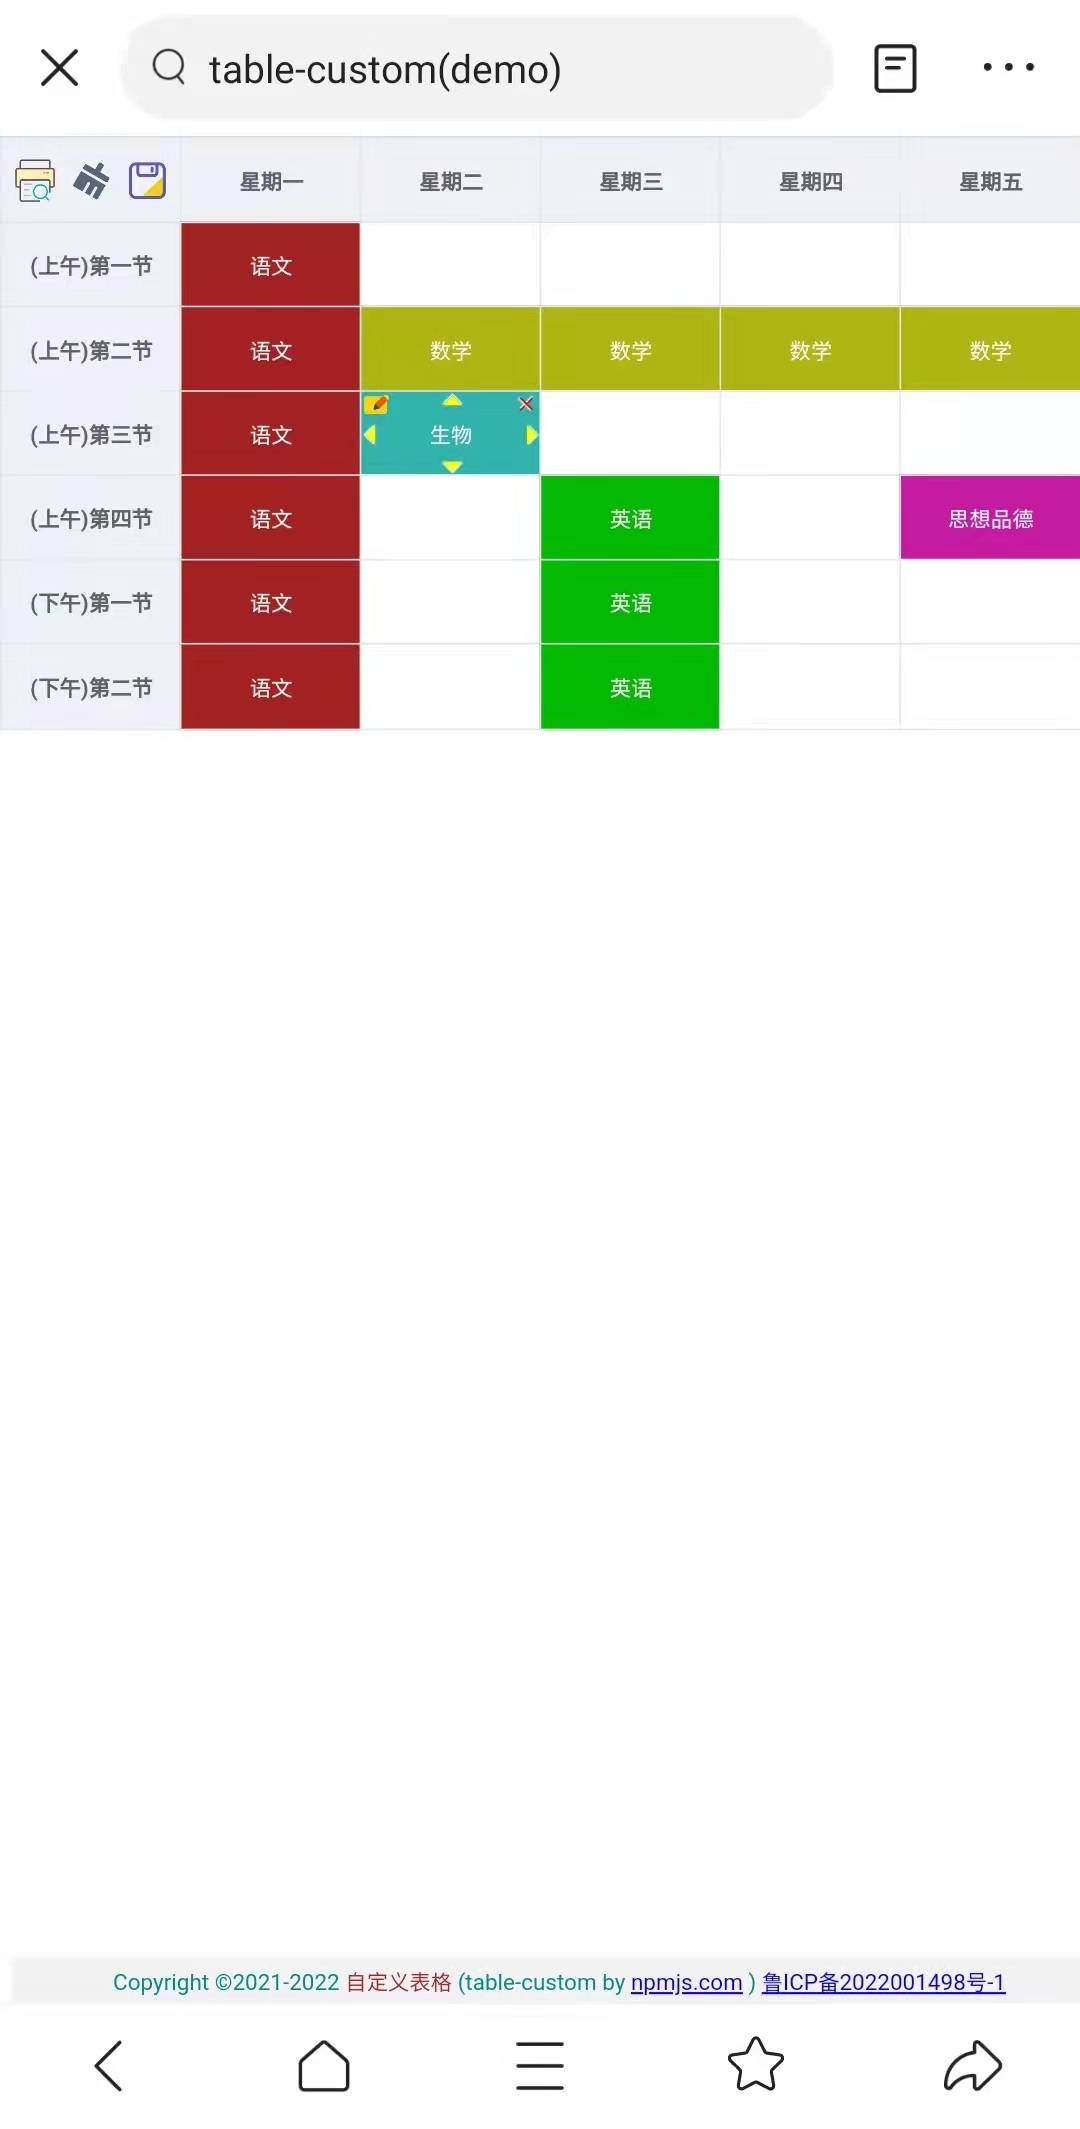 table-custom(demo)
星期一 星期二 星期三 星期四 星期五
(上午)第一节 语文
(上午)第二节 语文 数学 数学 数学 数学
(上午)第三节 语文 生物
(上午)第四节 语文 英语 思想品德
(下午)第一节 语文 英语
(下午)第二节 语文 英语
Copyright ©2021-2022 自定义表格 (table-custom by npmjs.com ) 鲁ICP备2022001498号-1